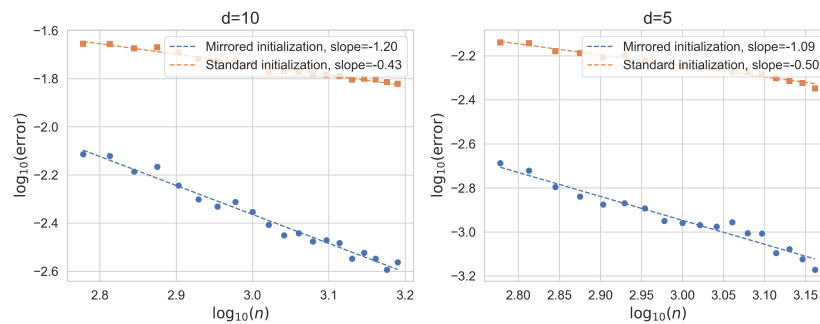 d=10
Mirrored initialization, slope=-1.20
Standard initialization, slope=-0.43
−1.6
−1.8
−2.0
−2.2
−2.4
−2.6
log10(error)
2.8
2.9
3.0
3.1
3.2
log10(n)
d=5
Mirrored initialization, slope=-1.09
Standard initialization, slope=-0.50
−2.2
−2.4
−2.6
−2.8
−3.0
−3.2
log10(error)
2.80
2.85
2.90
2.95
3.00
3.05
3.10
3.15
log10(n)